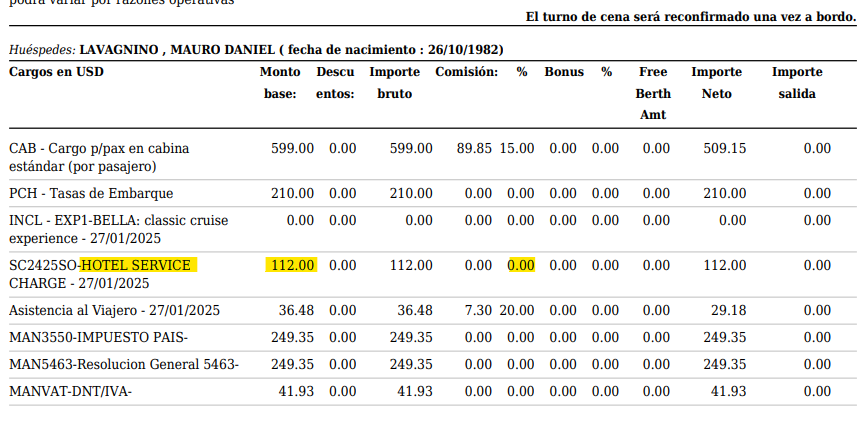 podrá variar por razones operativas
El turno de cena será reconfirmado una vez a bordo.
Huéspedes: LAVAGNINO , MAURO DANIEL ( fecha de nacimiento : 26/10/1982)
Cargos en USD Monto Descu Importe Comisión: % Bonus % Free Importe Importe
base: entos: bruto Berth Neto salida
Amt
CAB - Cargo p/pax en cabina 599.00 0.00 599.00 89.85 15.00 0.00 0.00 0.00 509.15 0.00
estándar (por pasajero)
PCH - Tasas de Embarque 210.00 0.00 210.00 0.00 0.00 0.00 0.00 0.00 210.00 0.00
INCL - EXP1-BELLA: classic cruise 0.00 0.00 0.00 0.00 0.00 0.00 0.00 0.00 0.00 0.00
experience - 27/01/2025
SC2425SO-HOTEL SERVICE 112.00 0.00 112.00 0.00 0.00 0.00 0.00 0.00 112.00 0.00
CHARGE - 27/01/2025
Asistencia al Viajero - 27/01/2025 36.48 0.00 36.48 7.30 20.00 0.00 0.00 0.00 29.18 0.00
MAN3550-IMPUESTO PAIS- 249.35 0.00 249.35 0.00 0.00 0.00 0.00 0.00 249.35 0.00
MAN5463-Resolucion General 5463- 249.35 0.00 249.35 0.00 0.00 0.00 0.00 0.00 249.35 0.00
MANVAT-DNT/IVA- 41.93 0.00 41.93 0.00 0.00 0.00 0.00 0.00 41.93 0.00